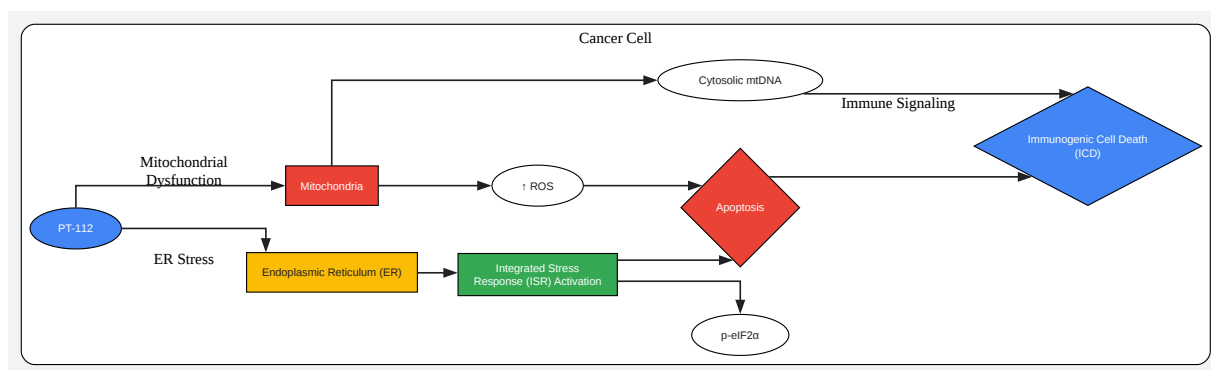 Cancer Cell
Cytosolic mtDNA
Immune Signaling
Immunogenic Cell Death
(ICD)
Mitochondrial
Dysfunction
Mitochondria
↑ ROS
Apoptosis
PT-112
ER Stress
Endoplasmic Reticulum (ER)
Integrated Stress
Response (ISR) Activation
p-eIF2α